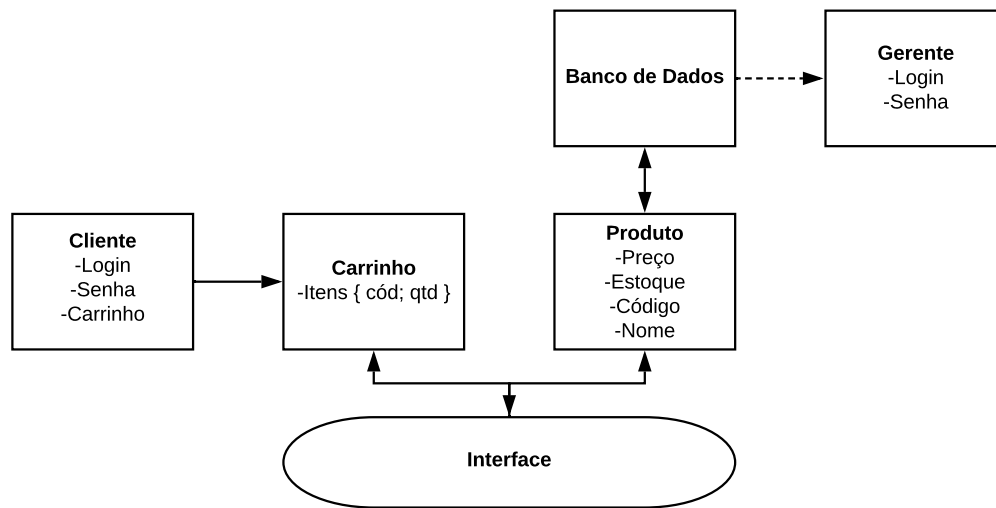 Banco de Dados
Gerente
-Login
-Senha
Cliente
-Login
-Senha
-Carrinho
Carrinho
-Itens { cód; qtd }
Produto
-Preço
-Estoque
-Código
-Nome
Interface